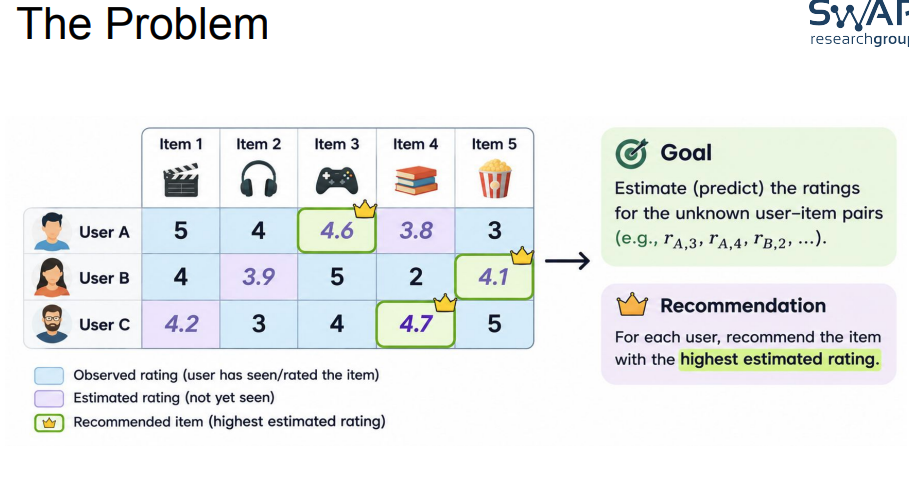 The Problem
SWAP
researchgroup
Item 1 Item 2 Item 3 Item 4 Item 5
User A 5 4 4.6 3.8 3
User B 4 3.9 5 2 4.1
User C 4.2 3 4 4.7 5
Observed rating (user has seen/rated the item)
Estimated rating (not yet seen)
Recommended item (highest estimated rating)
Goal
Estimate (predict) the ratings
for the unknown user–item pairs
(e.g., r_{A,3}, r_{A,4}, r_{B,2}, ...).
Recommendation
For each user, recommend the item
with the highest estimated rating.